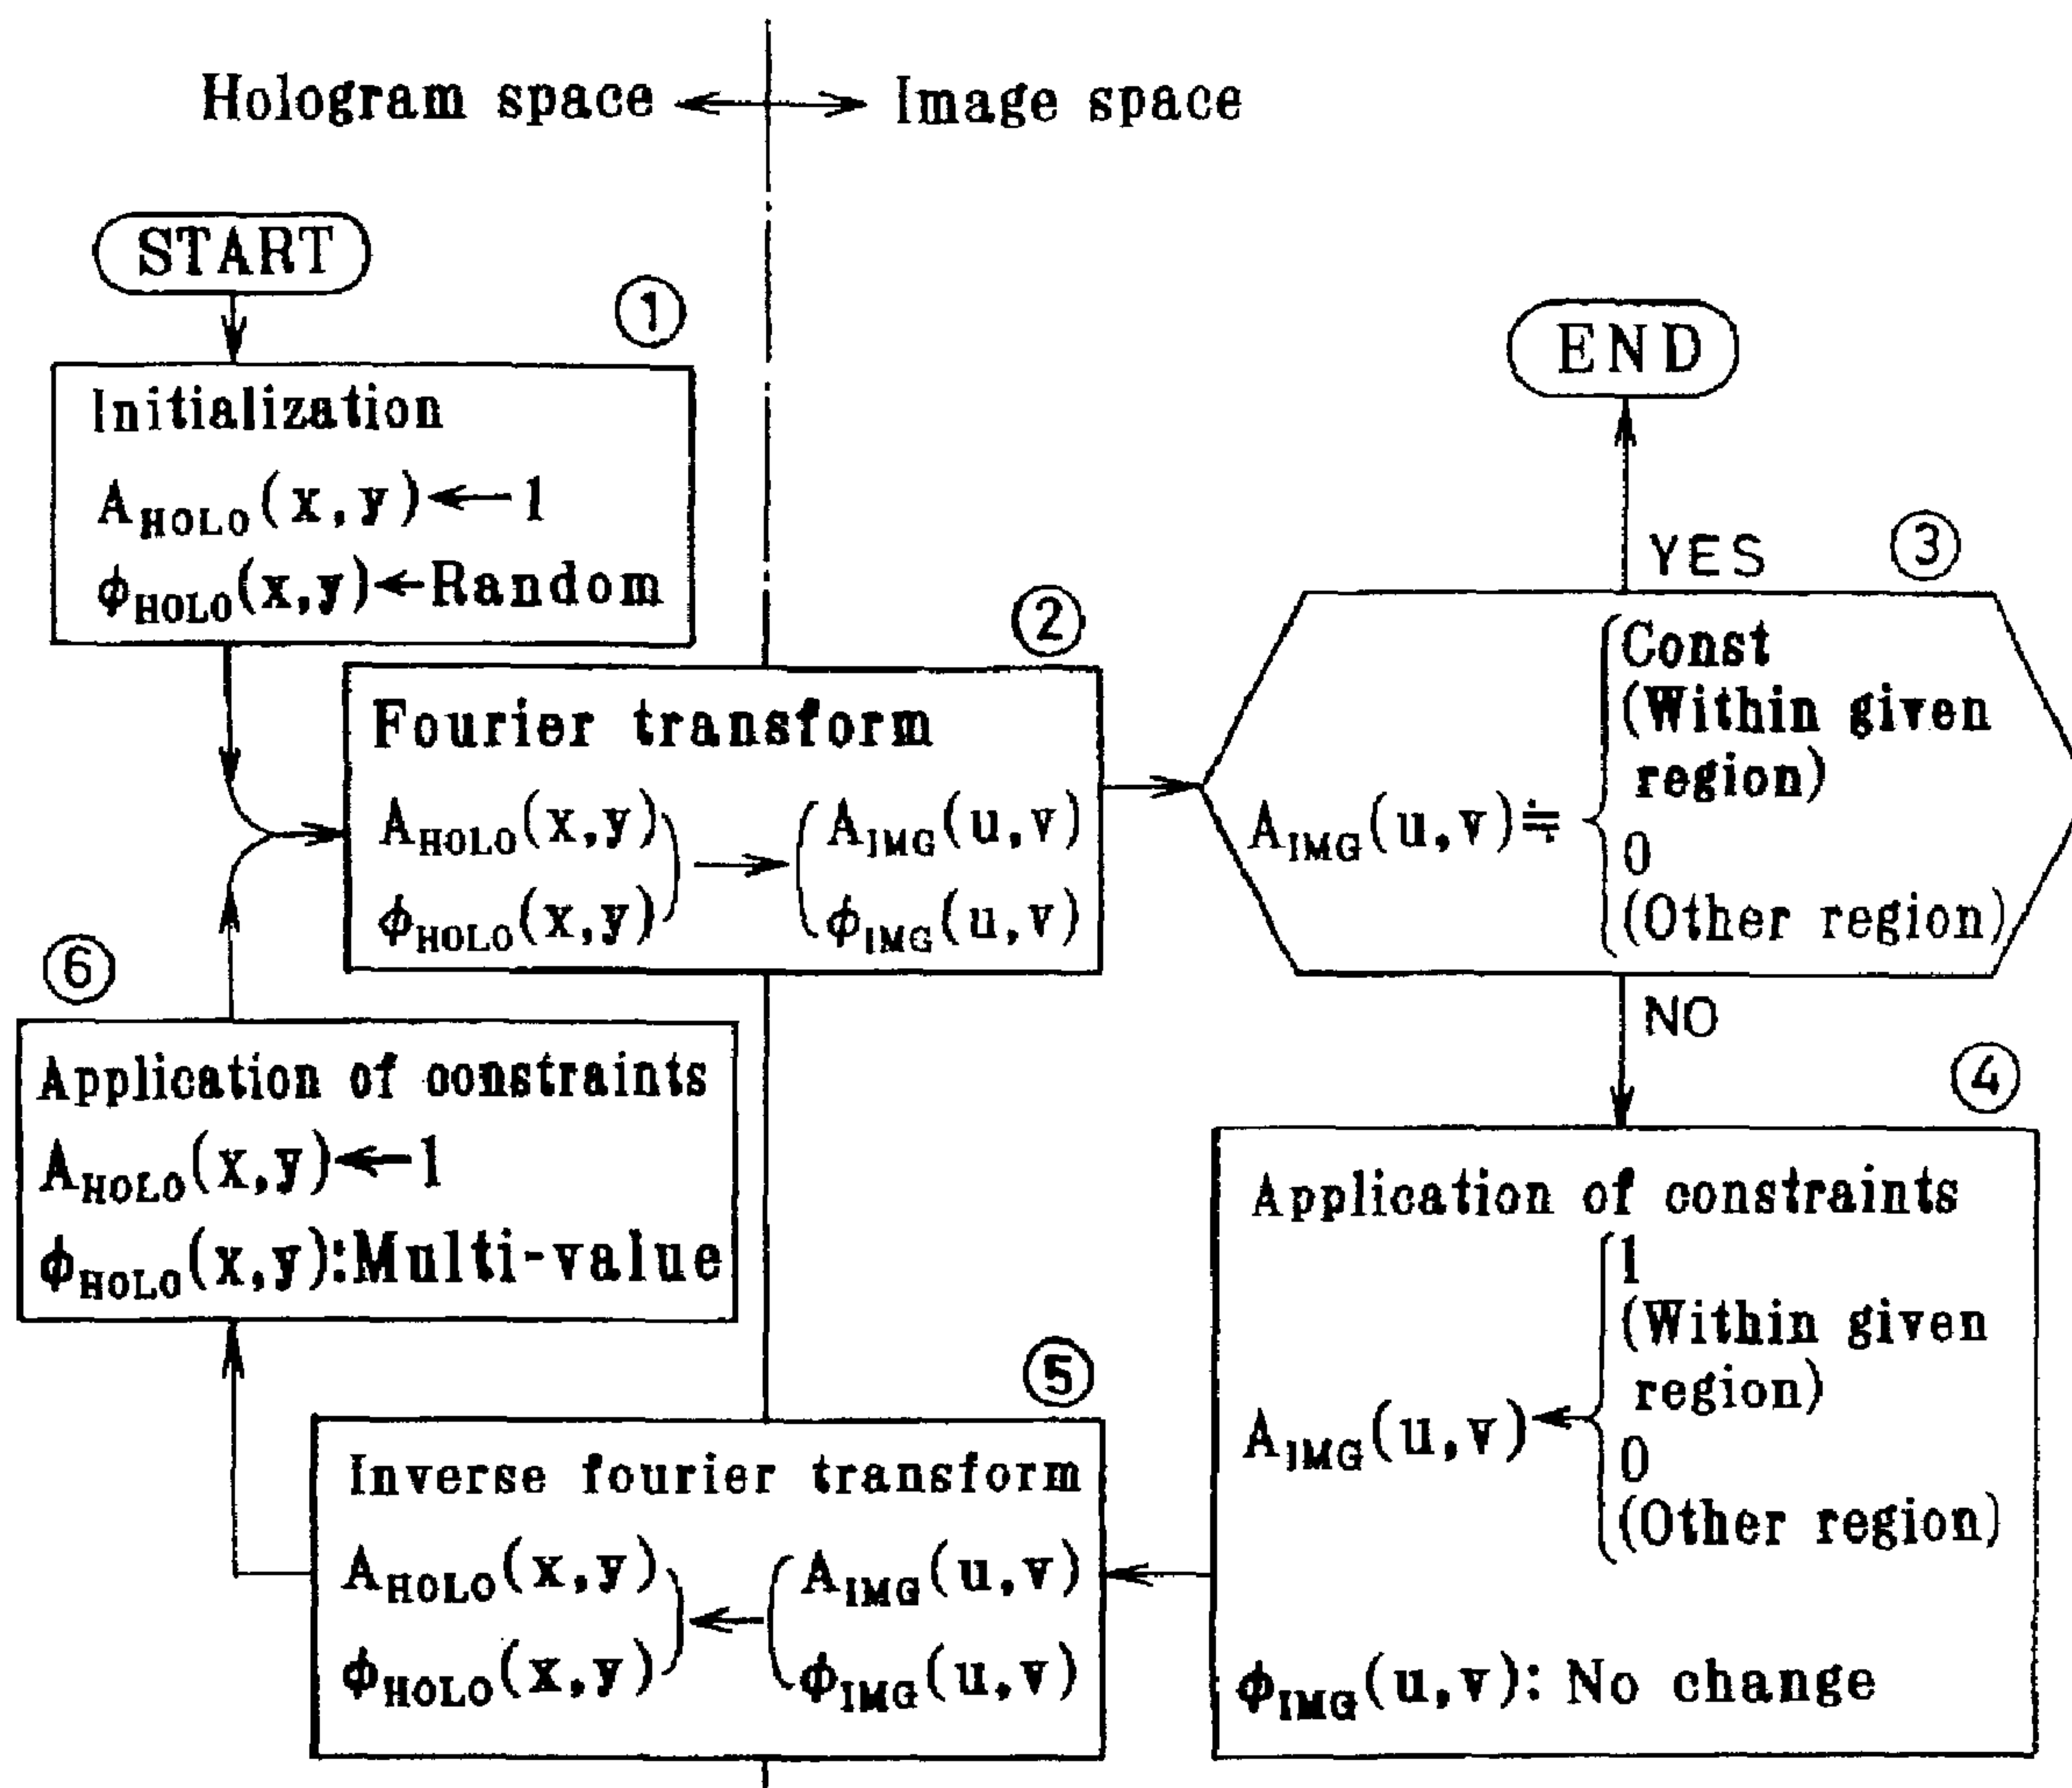 Hologram space ←→ Image space
START
①
Initialization
A_HOLO(x,y)←1
ϕ_HOLO(x,y)←Random
②
Fourier transform
A_HOLO(x,y) → A_IMG(u,v)
ϕ_HOLO(x,y) ϕ_IMG(u,v)
END
YES
③
Const
(Within given
region)
A_IMG(u,v)≒
0
(Other region)
NO
④
Application of constraints
1
(Within given
region)
A_IMG(u,v)←
0
(Other region)
ϕ_IMG(u,v): No change
⑤
Inverse fourier transform
A_HOLO(x,y) ← A_IMG(u,v)
ϕ_HOLO(x,y) ϕ_IMG(u,v)
⑥
Application of constraints
A_HOLO(x,y)←1
ϕ_HOLO(x,y):Multi-value